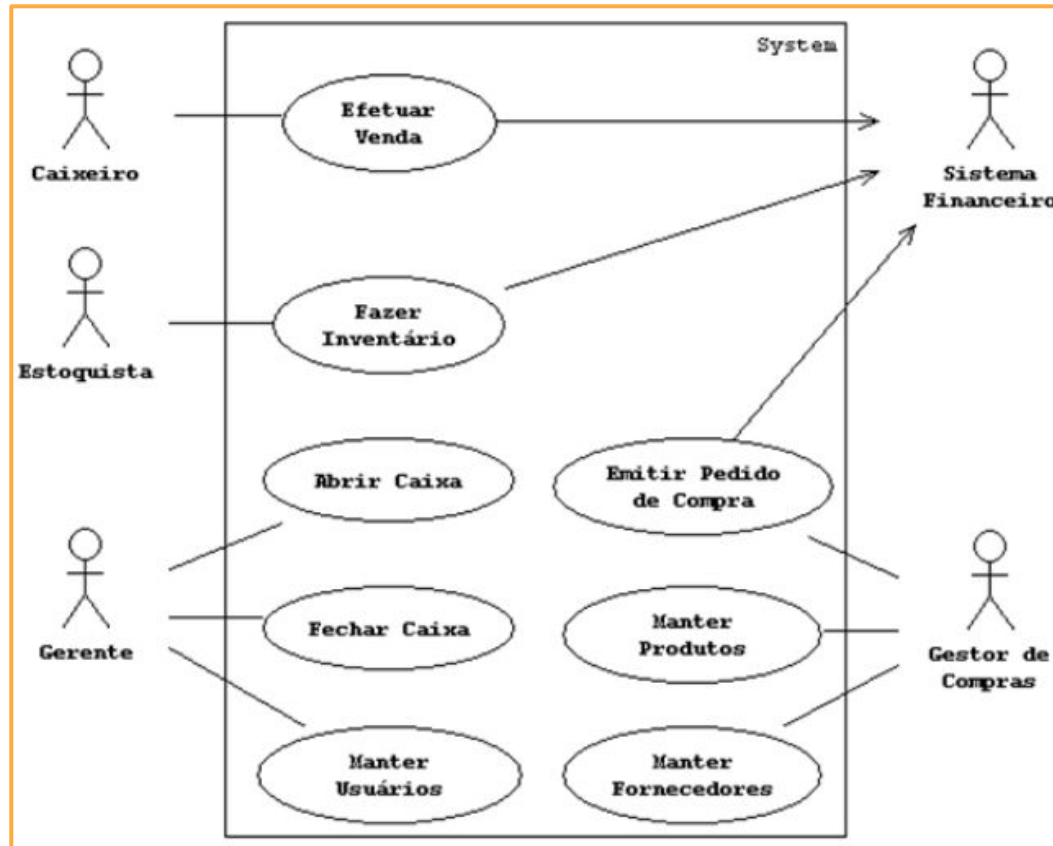 System
Efetuar
Venda
Caixeiro
Sistema
Financeiro
Fazer
Inventário
Estoquista
Abrir Caixa
Emitir Pedido
de Compra
Gerente
Fechar Caixa
Manter
Produtos
Gestor de
Compras
Manter
Usuários
Manter
Fornecedores